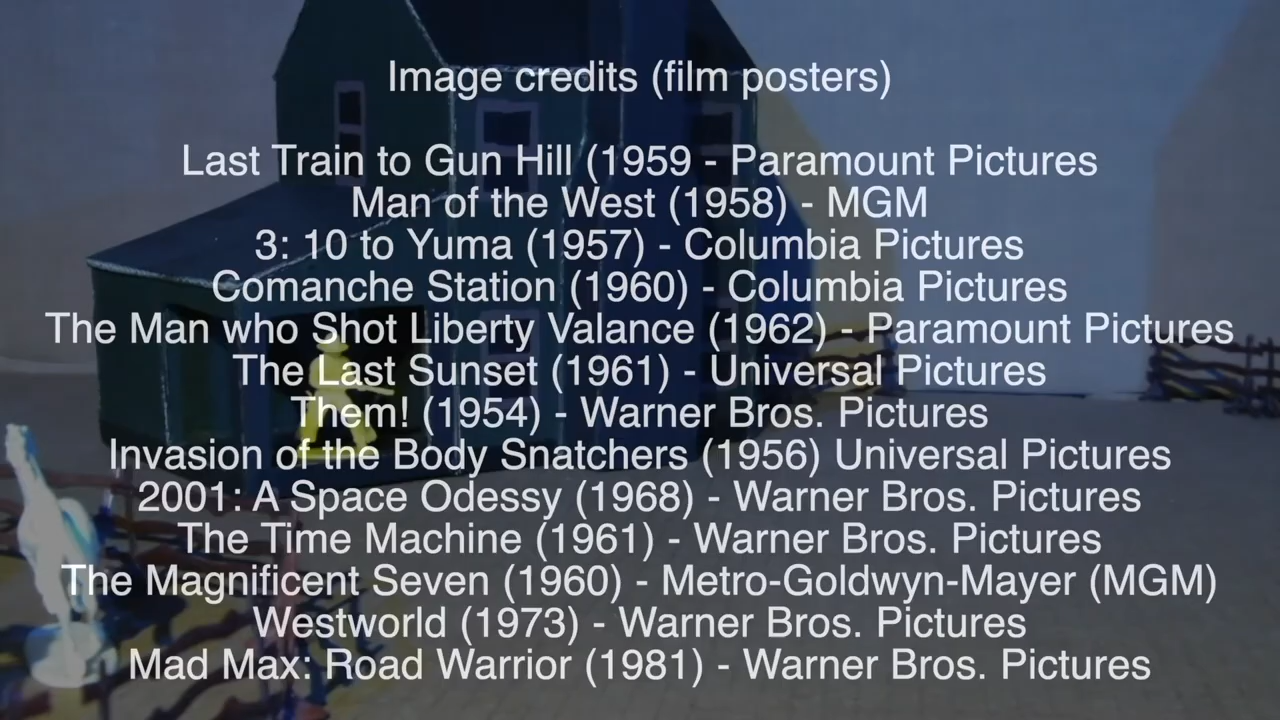 Image credits (film posters)
Last Train to Gun Hill (1959 - Paramount Pictures
Man of the West (1958) - MGM
3: 10 to Yuma (1957) - Columbia Pictures
Comanche Station (1960) - Columbia Pictures
The Man who Shot Liberty Valance (1962) - Paramount Pictures
The Last Sunset (1961) - Universal Pictures
Them! (1954) - Warner Bros. Pictures
Invasion of the Body Snatchers (1956) Universal Pictures
2001: A Space Odessy (1968) - Warner Bros. Pictures
The Time Machine (1961) - Warner Bros. Pictures
The Magnificent Seven (1960) - Metro-Goldwyn-Mayer (MGM)
Westworld (1973) - Warner Bros. Pictures
Mad Max: Road Warrior (1981) - Warner Bros. Pictures